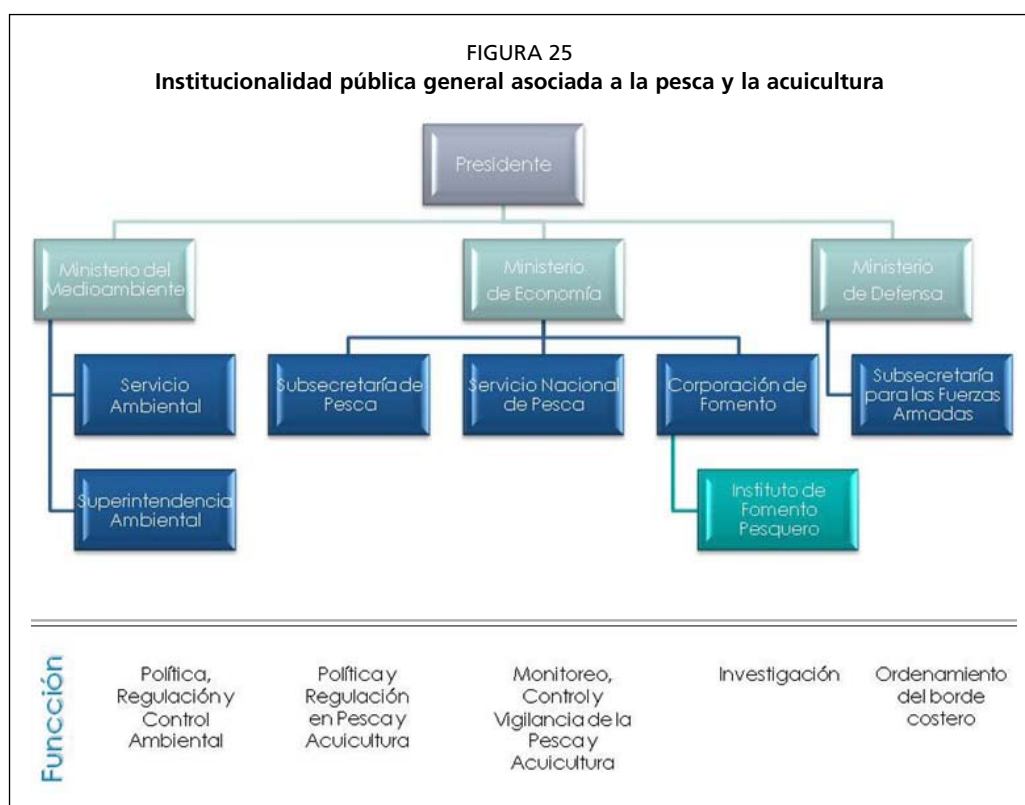 FIGURA 25
Institucionalidad pública general asociada a la pesca y la acuicultura
Presidente
Ministerio del
Medioambiente
Ministerio
de Economía
Ministerio
de Defensa
Servicio
Ambiental
Subsecretaría de
Pesca
Servicio Nacional
de Pesca
Corporación de
Fomento
Subsecretaría
para las Fuerzas
Armadas
Superintendencia
Ambiental
Instituto de
Fomento
Pesquero
Funcción
Política,
Regulación y
Control
Ambiental
Política y
Regulación
en Pesca y
Acuicultura
Monitoreo,
Control y
Vigilancia de la
Pesca y
Acuicultura
Investigación
Ordenamiento
del borde
costero